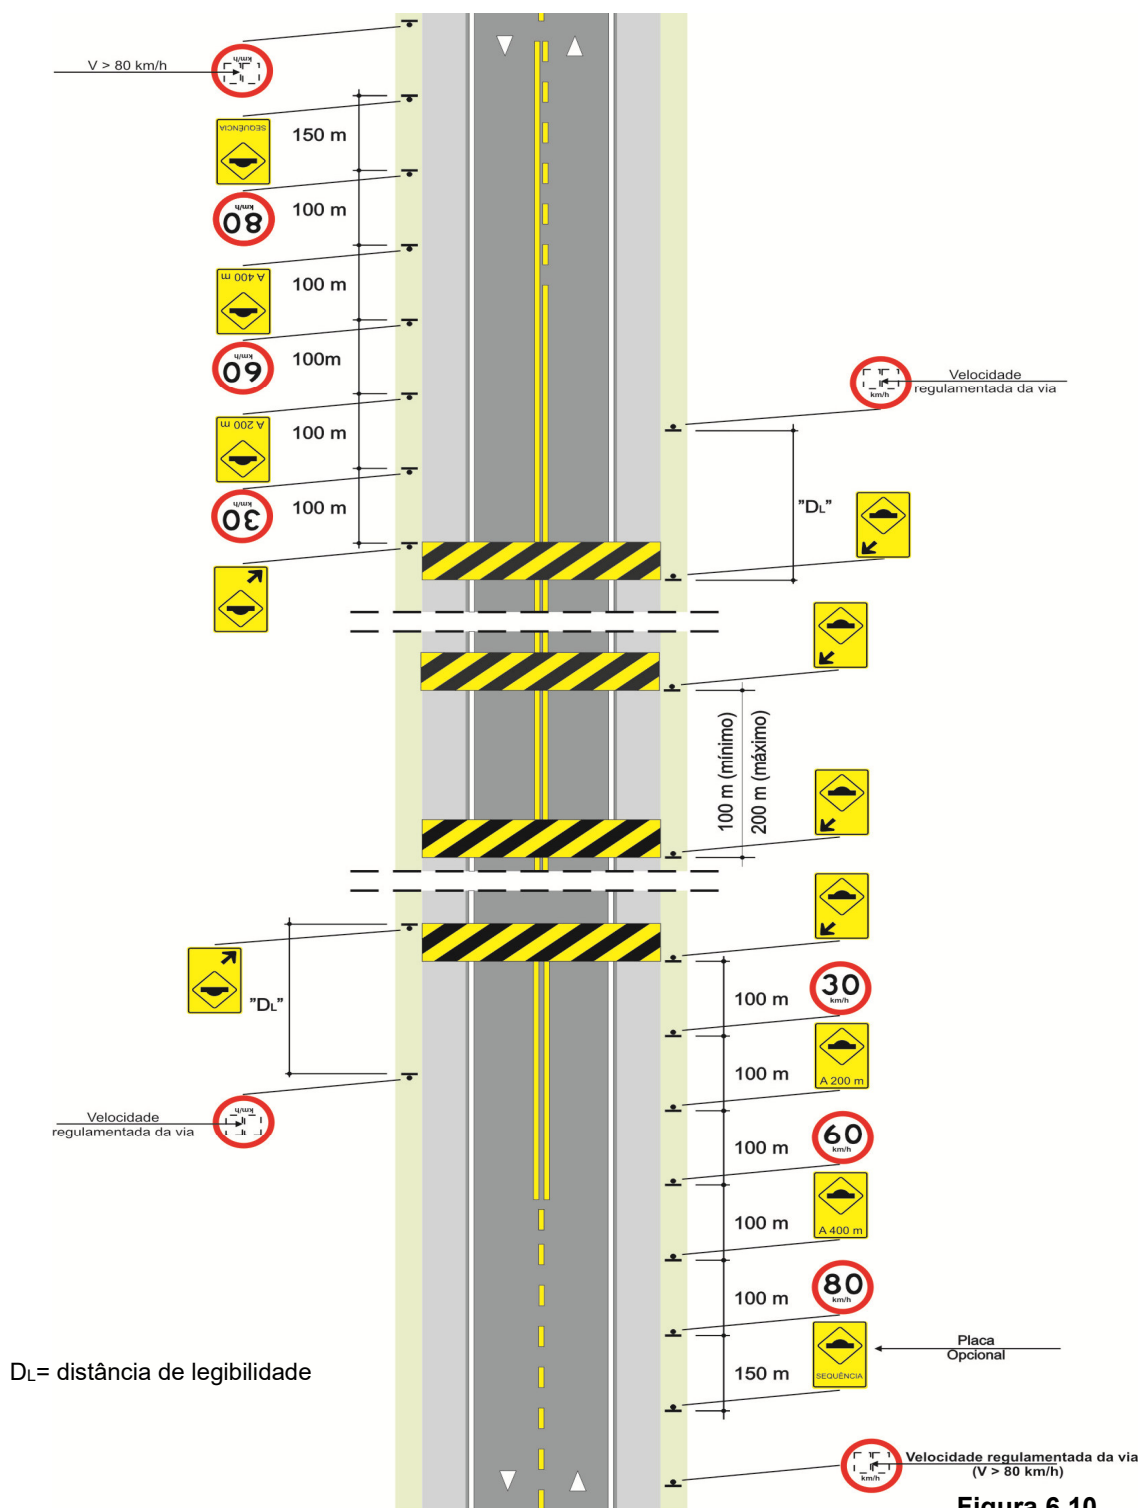 km/h
V > 80 km/h
SEQUÊNCIA
150 m
80
km/h
100 m
A 400 m
100 m
60
km/h
100m
A 200 m
100 m
30
km/h
100 m
Velocidade
regulamentada da via
km/h
"DL"
100 m (mínimo)
200 m (máximo)
"DL"
km/h
Velocidade
regulamentada da via
30
km/h
100 m
A 200 m
100 m
60
km/h
100 m
A 400 m
100 m
80
km/h
100 m
SEQUÊNCIA
150 m
Placa
Opcional
DL= distância de legibilidade
km/h
Velocidade regulamentada da via
(V > 80 km/h)
Figura 6.10